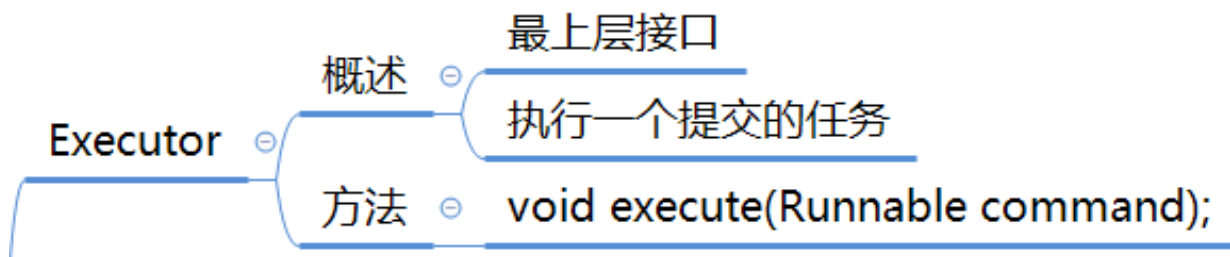 最上层接口
概述
执行一个提交的任务
Executor
方法
void execute(Runnable command);